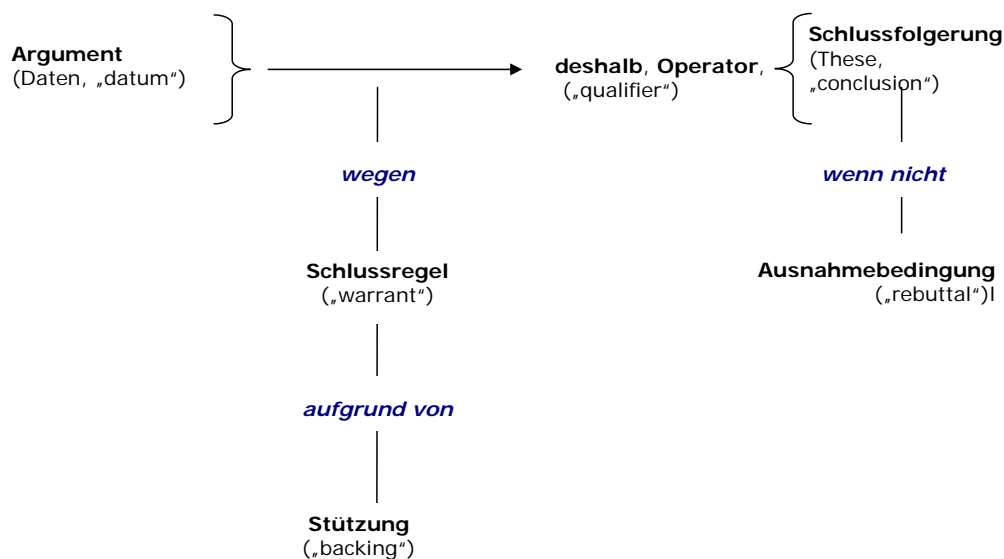 Argument
(Daten, „datum“)
deshalb, Operator,
(„qualifier“)
Schlussfolgerung
(These,
„conclusion“)
wegen
wenn nicht
Schlussregel
(„warrant“)
Ausnahmebedingung
(„rebuttal“)l
aufgrund von
Stützung
(„backing“)